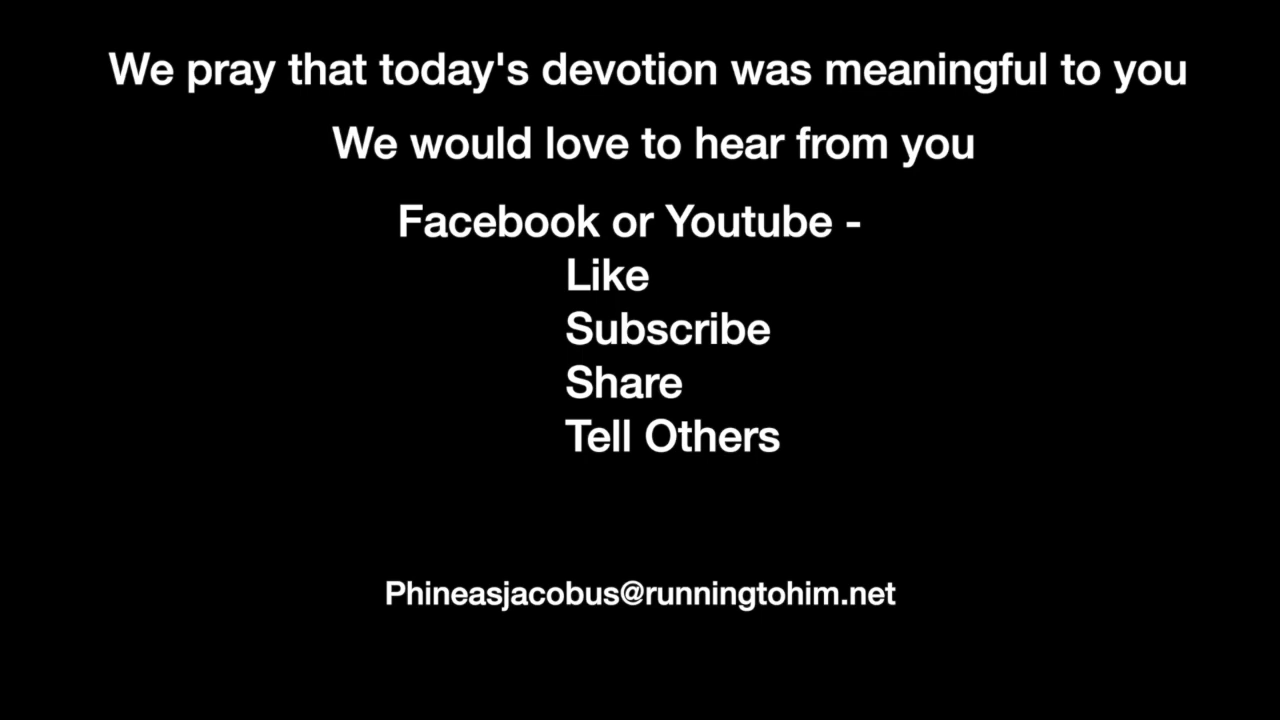 We pray that today's devotion was meaningful to you
We would love to hear from you
Facebook or Youtube -
Like
Subscribe
Share
Tell Others
Phineasjacobus@runningtohim.net